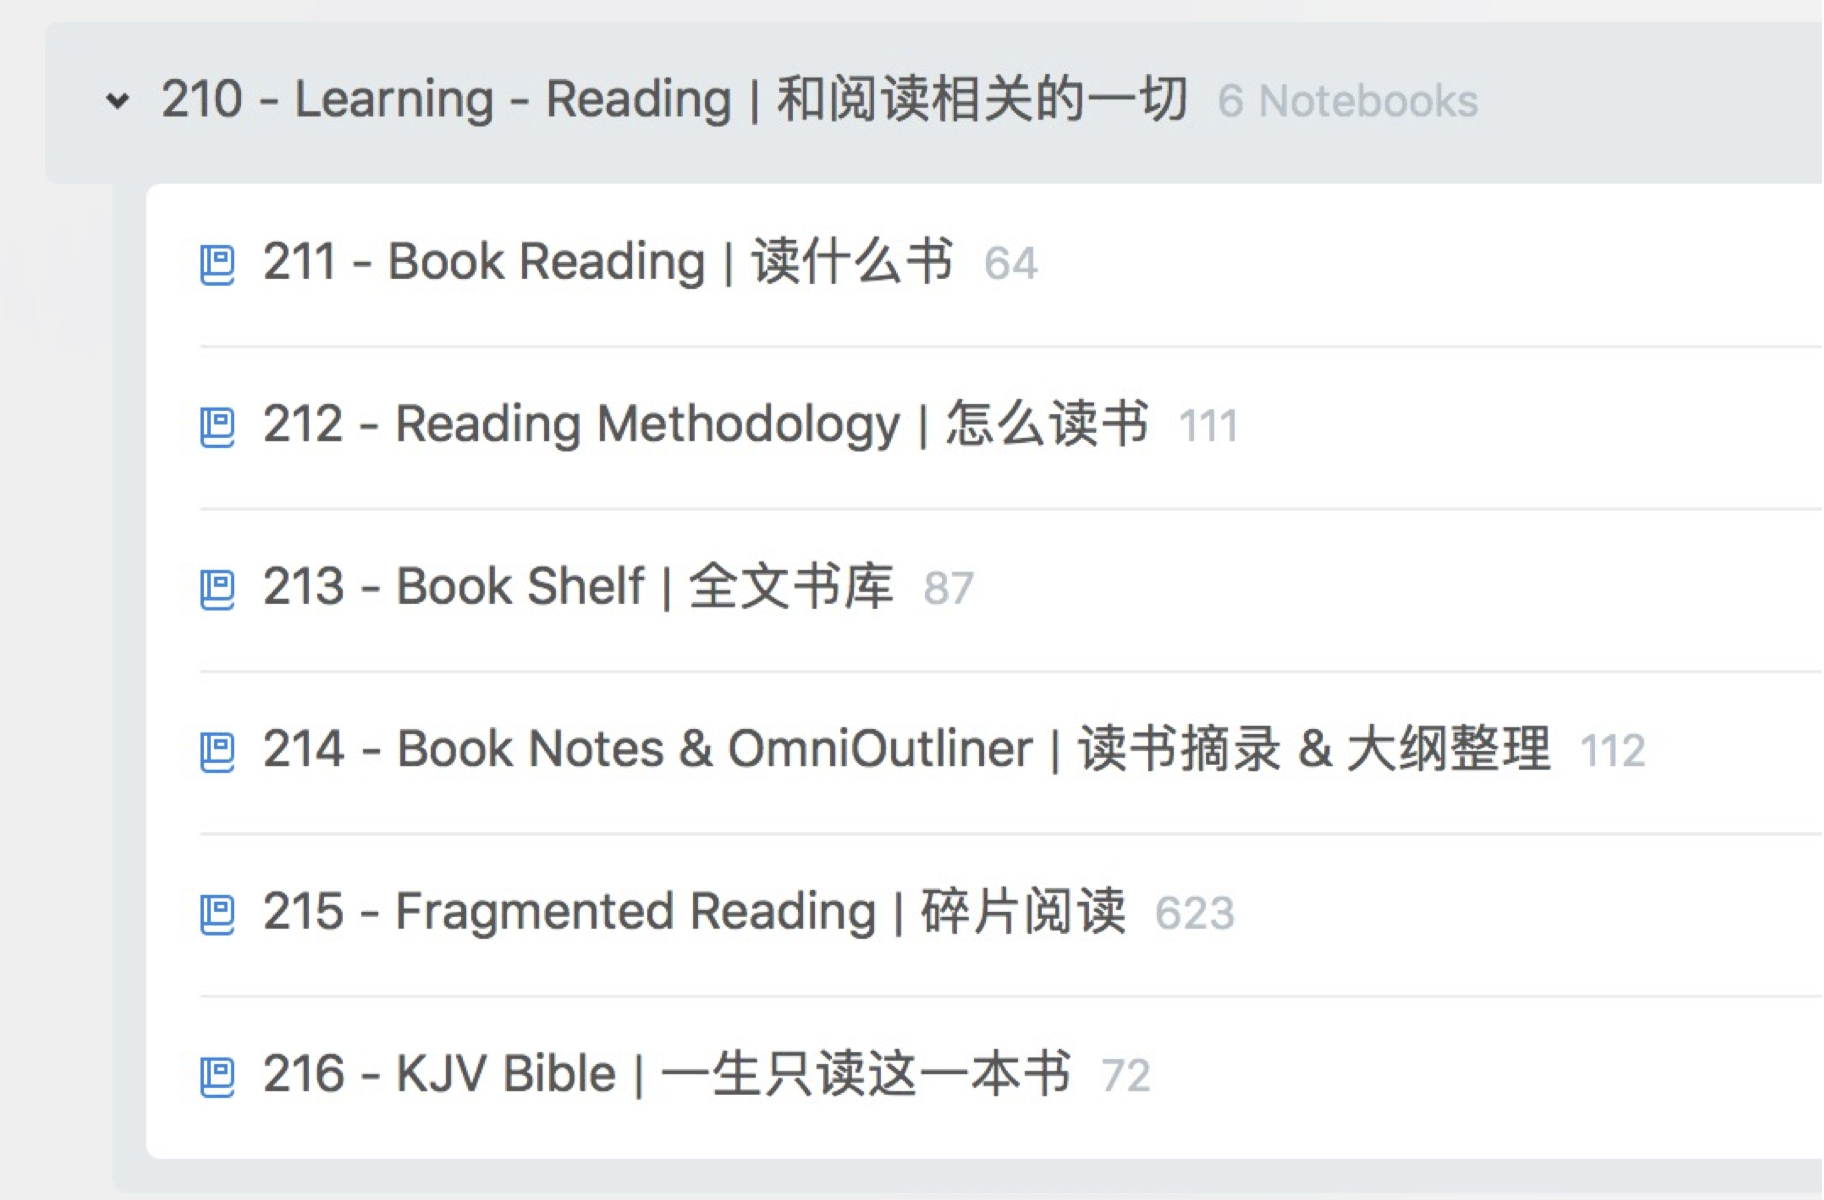 210 - Learning - Reading | 和阅读相关的一切 6 Notebooks
211 - Book Reading | 读什么书 64
212 - Reading Methodology | 怎么读书 111
213 - Book Shelf | 全文书库 87
214 - Book Notes & OmniOutliner | 读书摘录 & 大纲整理 112
215 - Fragmented Reading | 碎片阅读 623
216 - KJV Bible | 一生只读这一本书 72